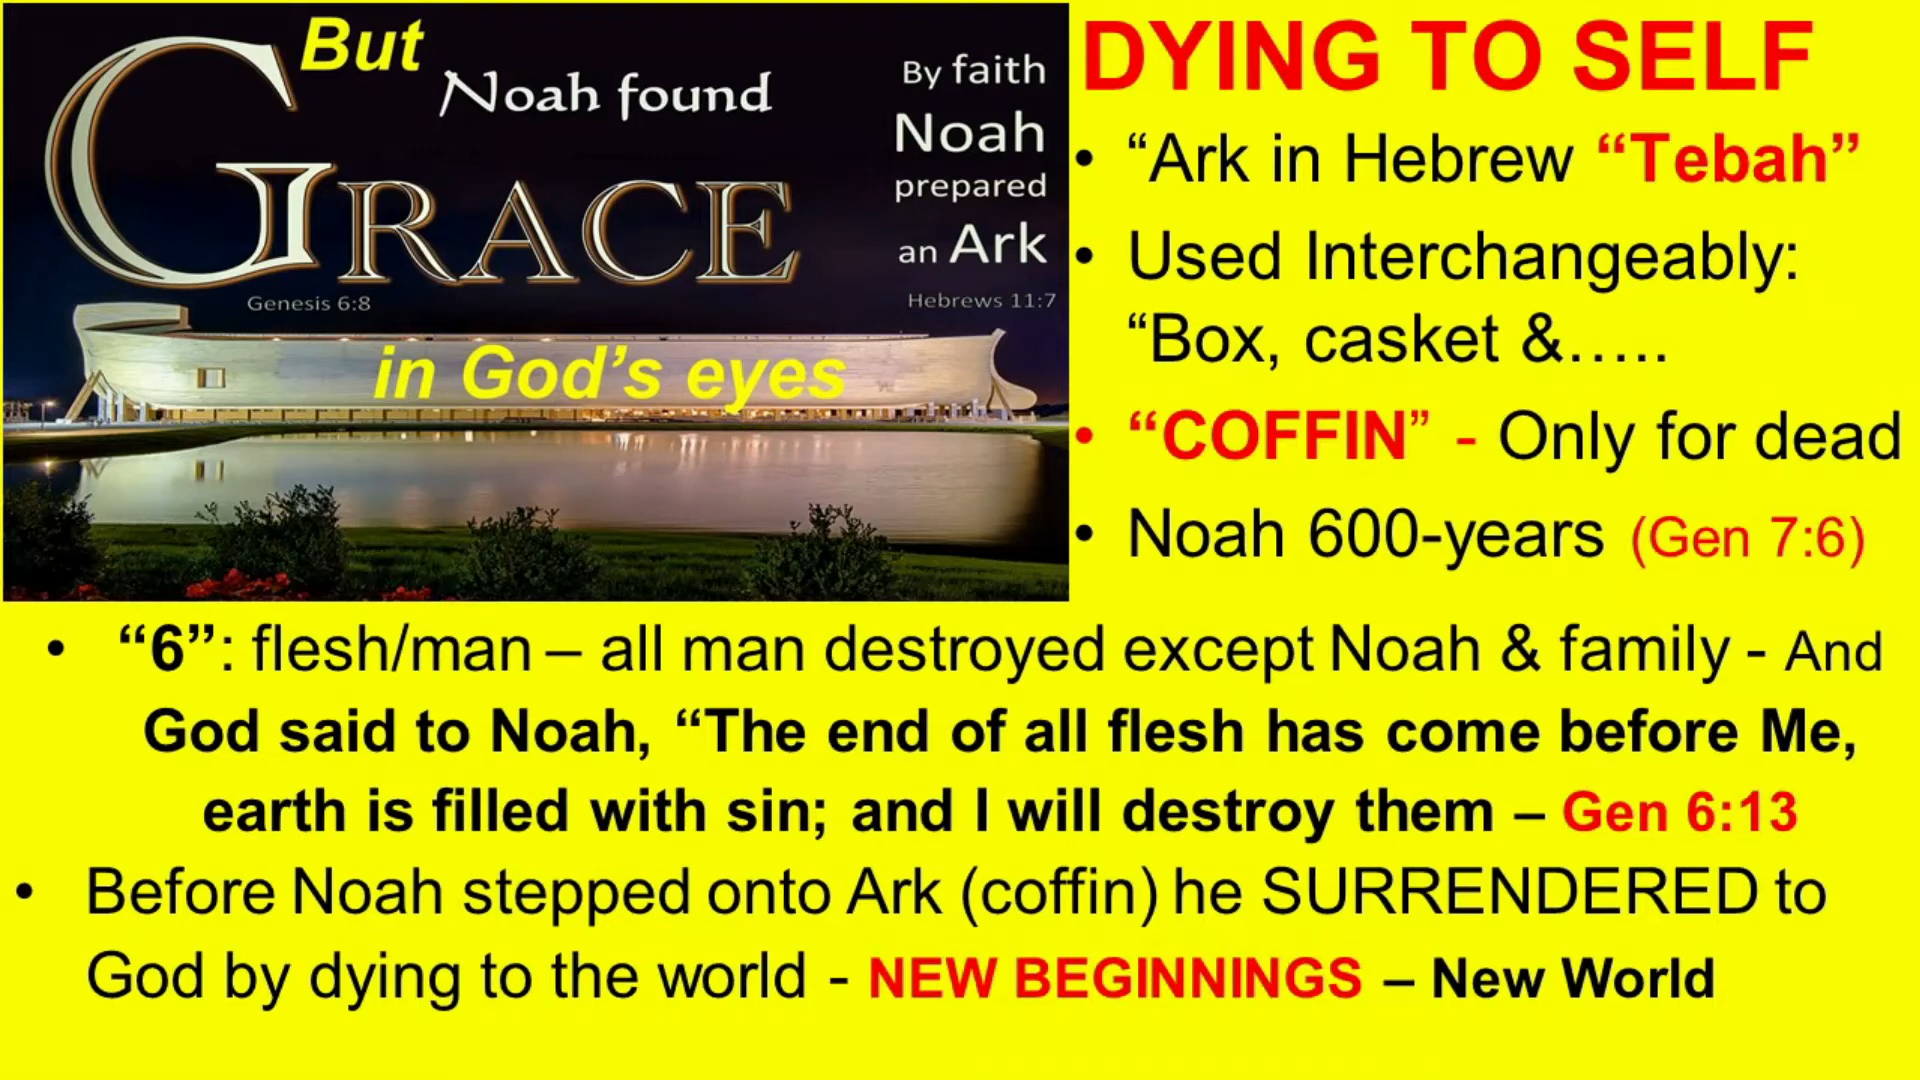 But
Noah found
GRACE
Genesis 6:8
in God's eyes
By faith
Noah
prepared
an Ark
Hebrews 11:7
DYING TO SELF
• “Ark in Hebrew “Tebah”
• Used Interchangeably:
“Box, casket &…..
• “COFFIN” - Only for dead
• Noah 600-years (Gen 7:6)
• “6”: flesh/man – all man destroyed except Noah & family - And
God said to Noah, “The end of all flesh has come before Me,
earth is filled with sin; and I will destroy them – Gen 6:13
• Before Noah stepped onto Ark (coffin) he SURRENDERED to
God by dying to the world - NEW BEGINNINGS – New World